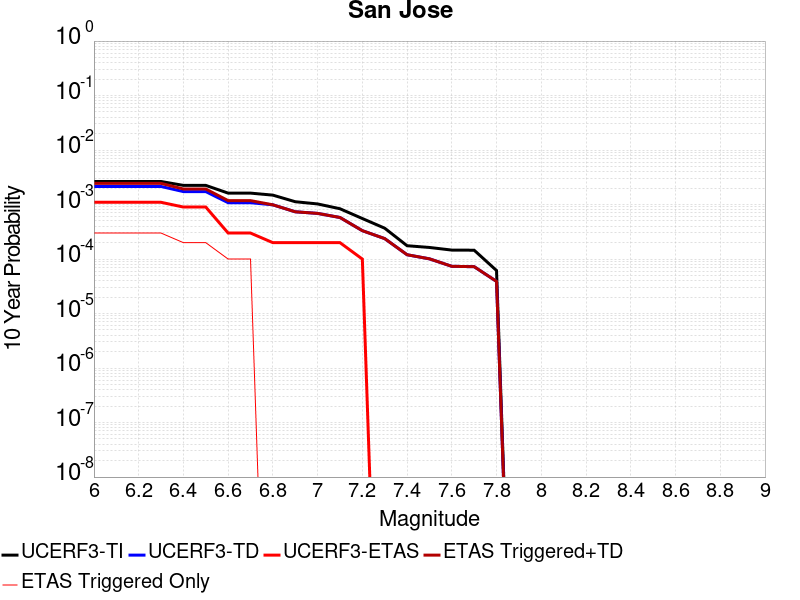 San Jose
10^0
10^-1
10^-2
10^-3
10^-4
10^-5
10^-6
10^-7
10^-8
10 Year Probability
6 6.2 6.4 6.6 6.8 7 7.2 7.4 7.6 7.8 8 8.2 8.4 8.6 8.8 9
Magnitude
UCERF3-TI UCERF3-TD UCERF3-ETAS ETAS Triggered+TD
ETAS Triggered Only